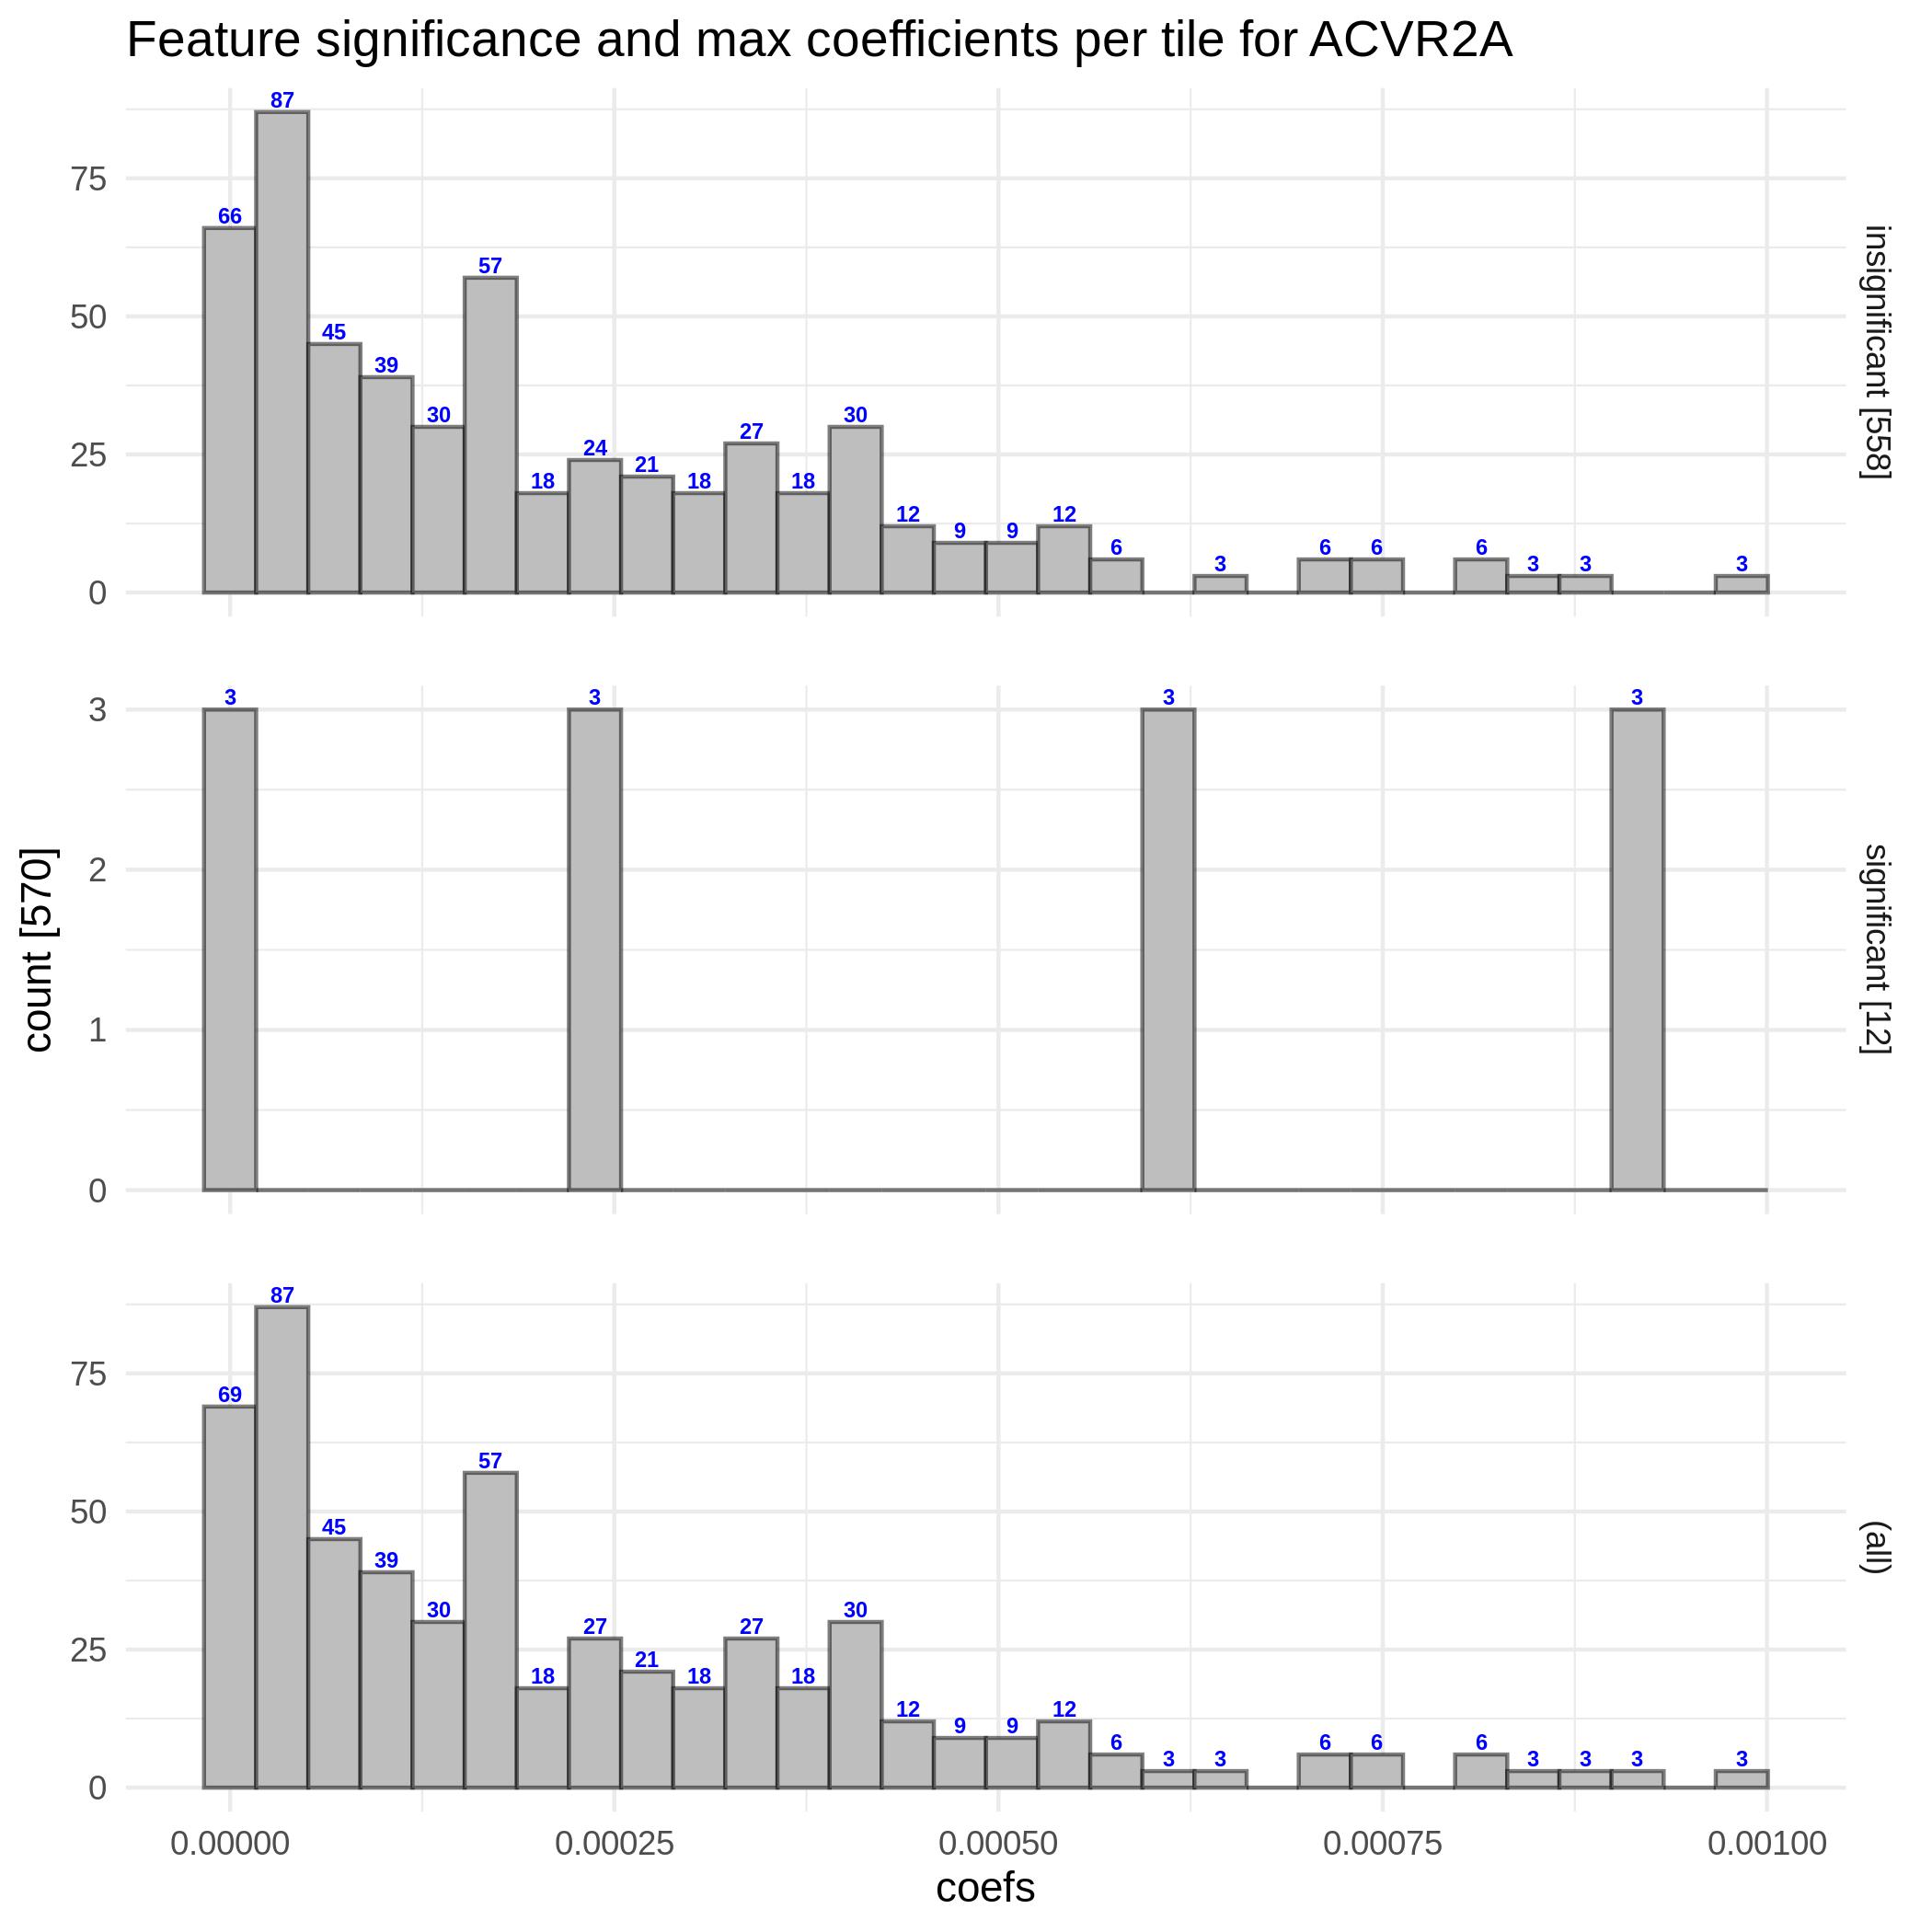 Feature significance and max coefficients per tile for ACVR2A
87
75
66
57
50
45
39
30
18 24 21 18 27 18 30
25
12 9 9 12 6 3 6 6 6 3 3 3
0
insignificant [558]
3 3 3 3
3
2
1
0
significant [12]
count [570]
87
75
69
57
50
45
39
30
18 27 21 18 27 18 30
25
12 9 9 12 6 3 3 6 6 6 3 3 3 3
0
(all)
0.00000 0.00025 0.00050 0.00075 0.00100
coefs